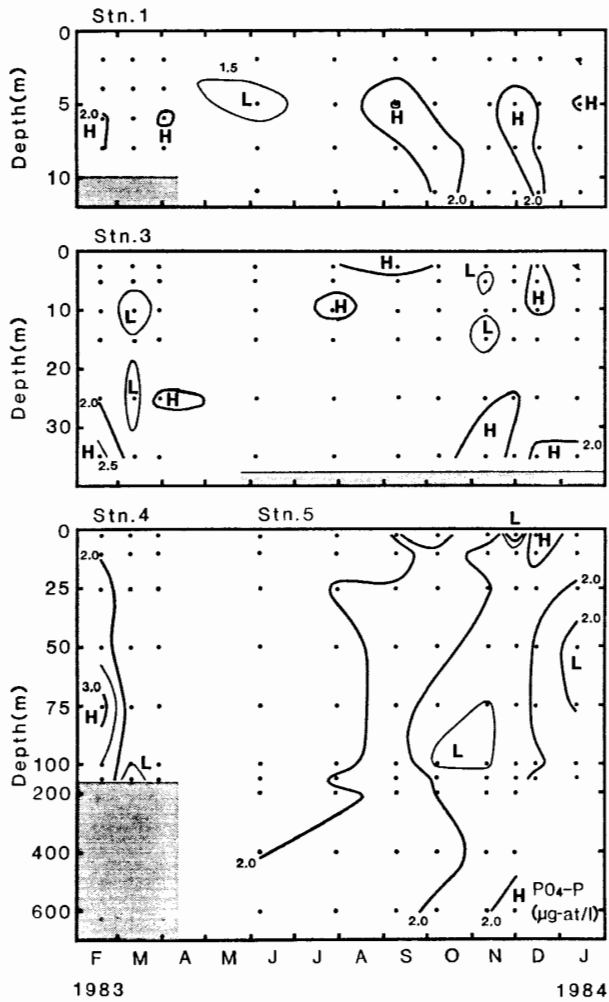 Stn.1
0
5
10
Depth(m)
2.0
H
H
1.5
L
H
H
H
2.0
2.0
Stn.3
0
10
20
30
Depth(m)
H
L
L
H
H
L
L
2.0
H
H
2.5
H
H
2.0
Stn.4 Stn.5
L
0
25
50
75
100
200
400
600
Depth(m)
2.0
H
2.0
2.0
3.0
H
L
L
L
2.0
H PO4-P
(μg-at/l)
2.0
2.0
F M A M J J A S O N D J
1983 1984